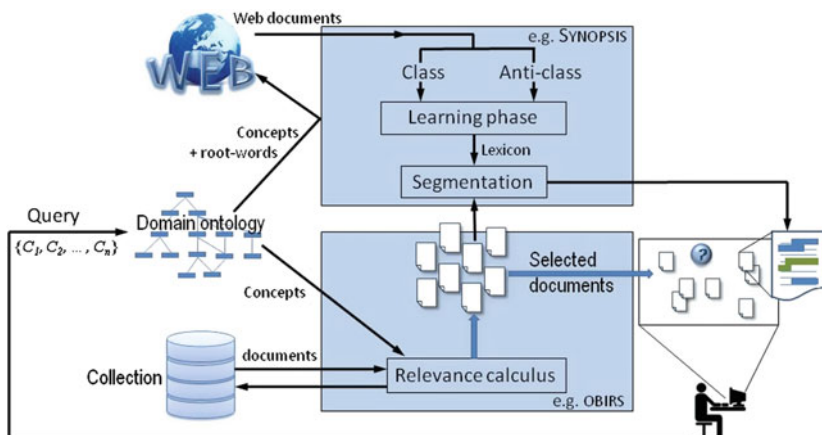 Web documents
e.g. SYNOPSIS
WEB
Class
Anti-class
Learning phase
Concepts
+ root-words
Lexicon
Segmentation
Query
{C1, C2, ... , Cn}
Domain ontology
Selected
documents
?
Concepts
documents
Collection
Relevance calculus
e.g. OBIRS